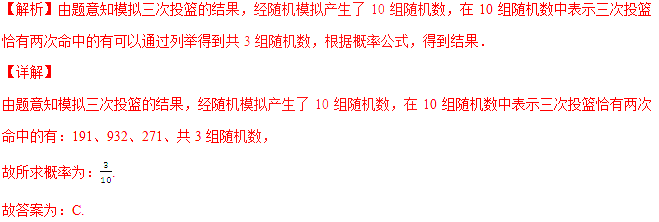 【解析】由题意知模拟三次投篮的结果，经随机模拟产生了 10 组随机数，在 10 组随机数中表示三次投篮
恰有两次命中的有可以通过列举得到共 3 组随机数，根据概率公式，得到结果．
【详解】
由题意知模拟三次投篮的结果，经随机模拟产生了 10 组随机数，在 10 组随机数中表示三次投篮恰有两次
命中的有：191、932、271、共 3 组随机数，
故所求概率为：3/10.
故答案为：C.